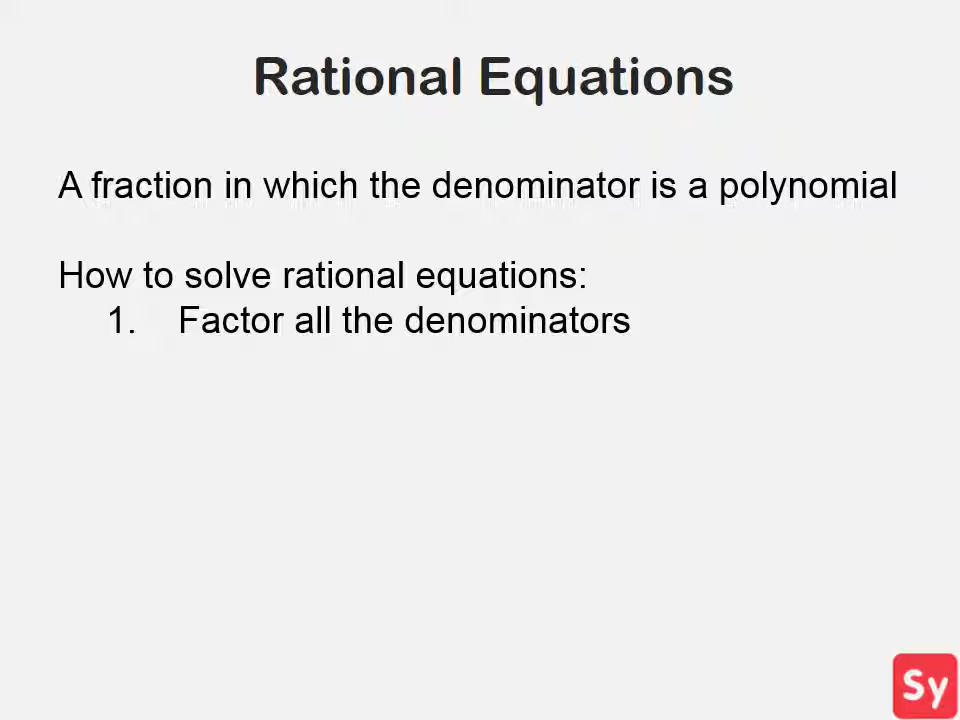 Rational Equations
A fraction in which the denominator is a polynomial
How to solve rational equations:
1. Factor all the denominators
Sy